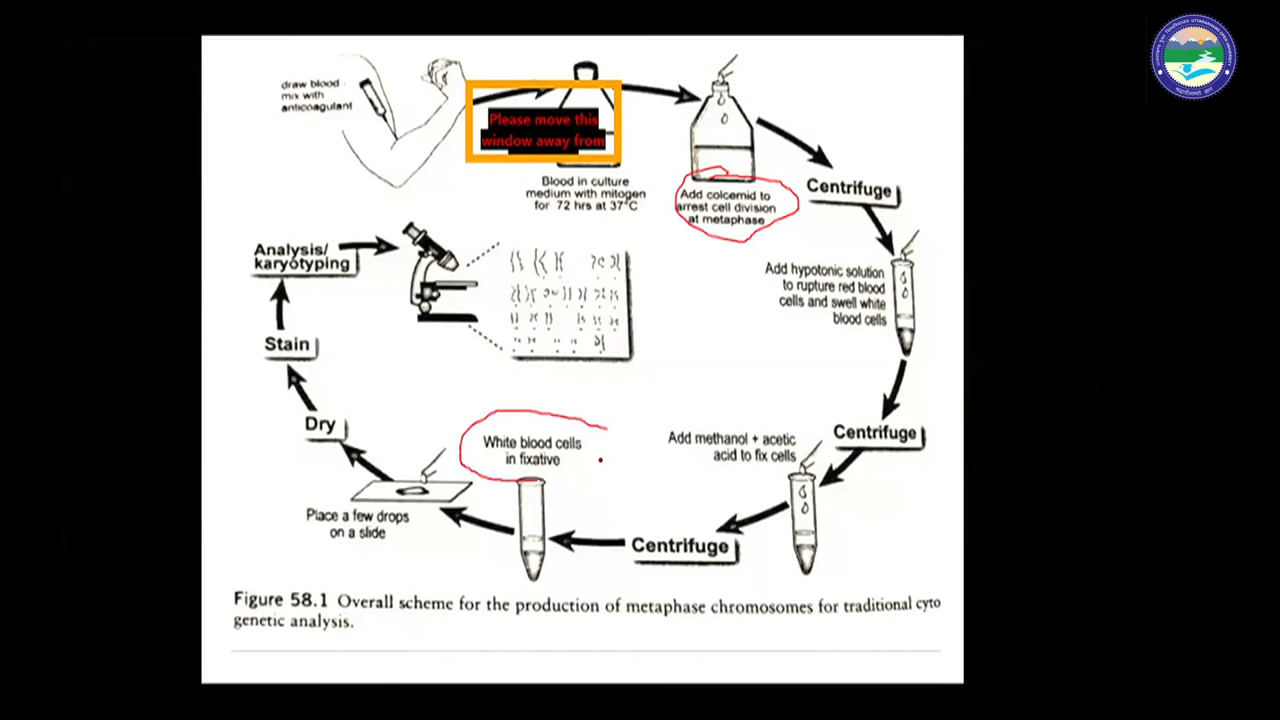 draw blood
mix with
anticoagulant
Please move this
window away from
Blood in culture
medium with mitogen
for 72 hrs at 37°C
Add colcemid to
arrest cell division
at metaphase
Centrifuge
Add hypotonic solution
to rupture red blood
cells and swell white
blood cells
Centrifuge
Add methanol + acetic
acid to fix cells
Centrifuge
White blood cells
in fixative
Place a few drops
on a slide
Dry
Stain
Analysis/
karyotyping
Figure 58.1 Overall scheme for the production of metaphase chromosomes for traditional cyto
genetic analysis.